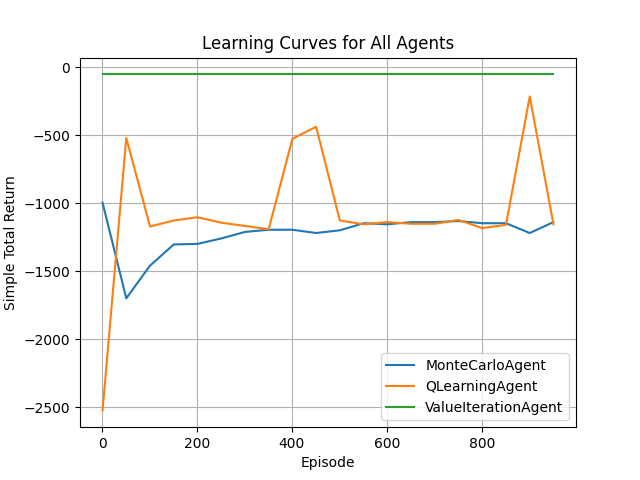 Learning Curves for All Agents
Simple Total Return
0
−500
−1000
−1500
−2000
−2500
0
200
400
600
800
Episode
MonteCarloAgent
QLearningAgent
ValueIterationAgent